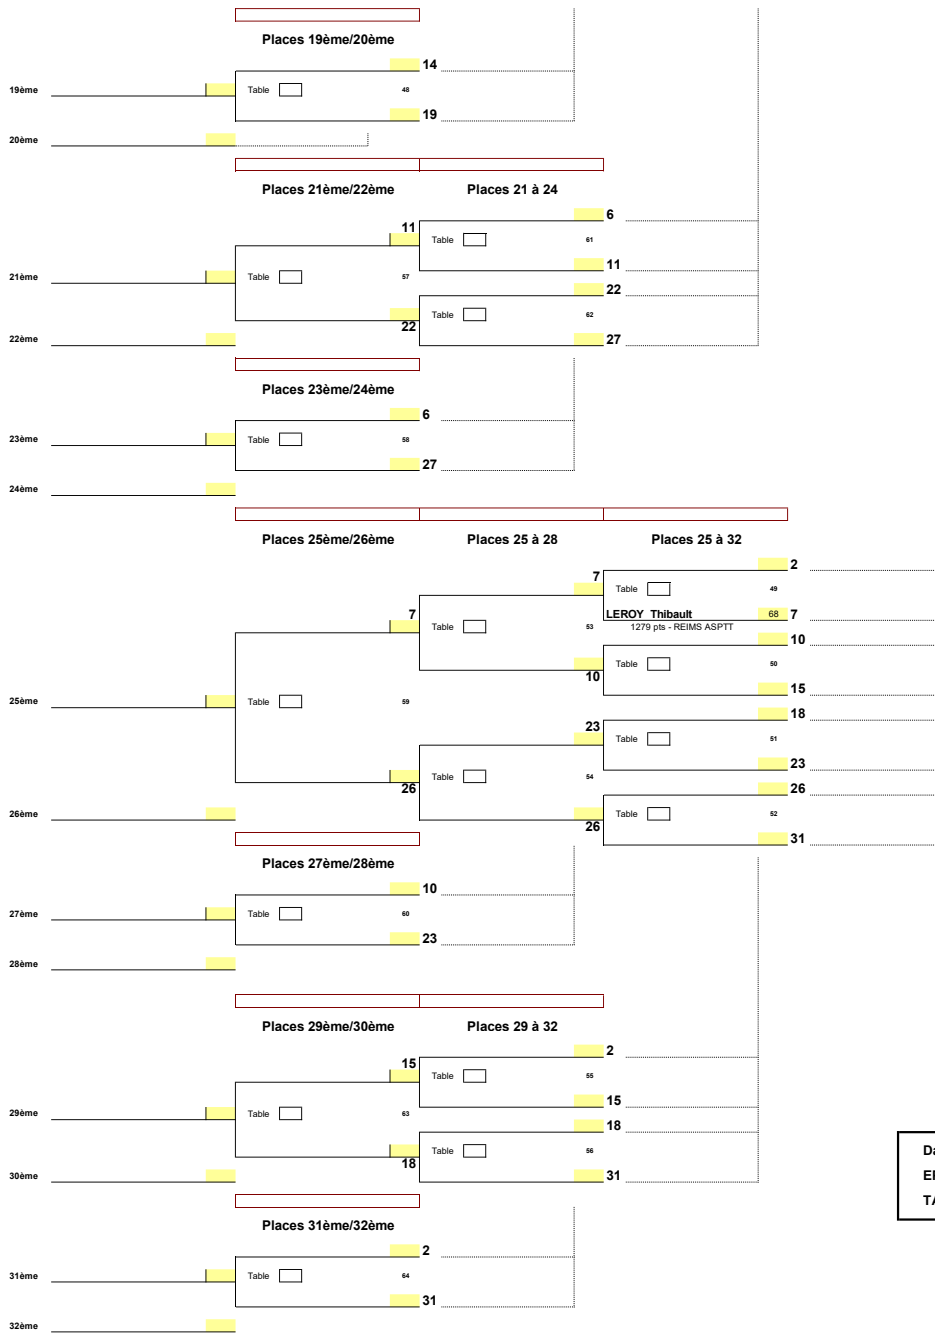 Places 19ème/20ème
14
19ème
Table
48
19
20ème
Places 21ème/22ème
Places 21 à 24
6
11
Table
61
11
21ème
Table
57
22
Table
62
22
27
22ème
Places 23ème/24ème
6
23ème
Table
58
27
24ème
Places 25ème/26ème
Places 25 à 28
Places 25 à 32
2
7
Table
49
7
LEROY Thibault
68
7
Table
53
1279 pts - REIMS ASPTT
10
Table
50
10
15
25ème
Table
59
18
23
Table
51
23
Table
54
26
26
26ème
Table
52
26
31
Places 27ème/28ème
10
27ème
Table
60
23
28ème
Places 29ème/30ème
Places 29 à 32
2
15
Table
55
15
29ème
Table
63
18
Table
56
18
31
30ème
Places 31ème/32ème
2
31ème
Table
64
31
32ème